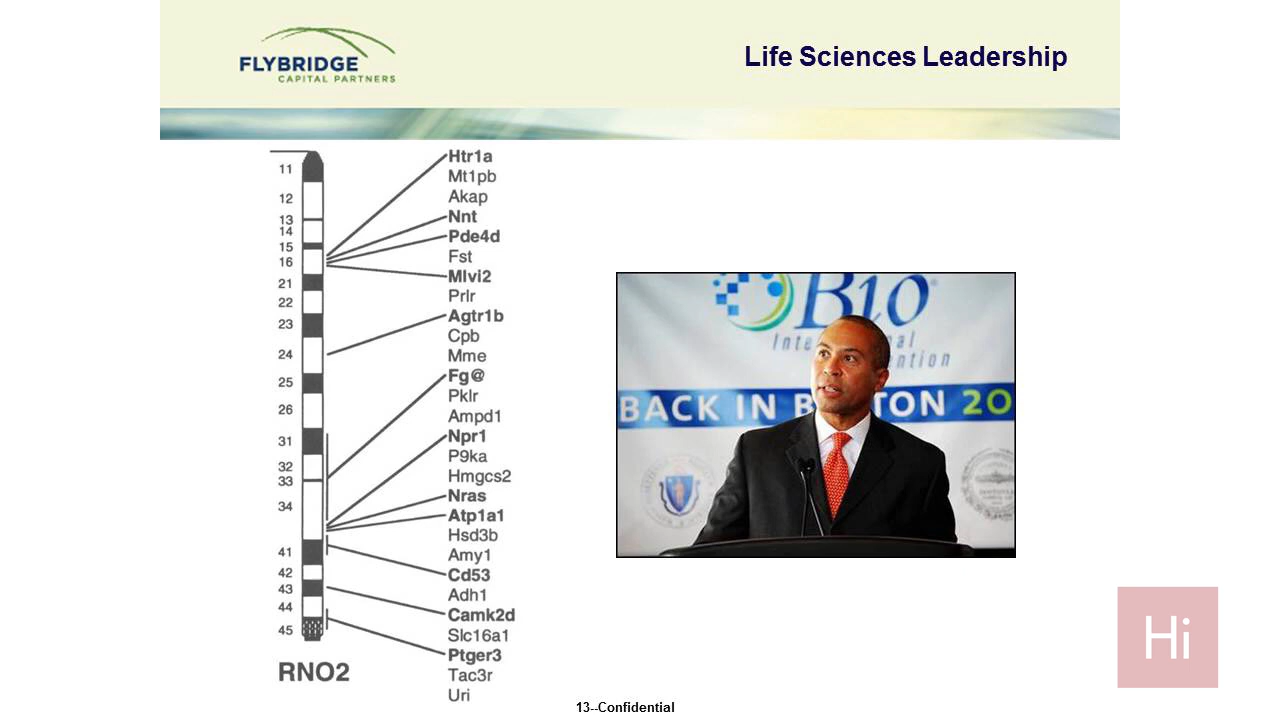 FLYBRIDGE
CAPITAL PARTNERS
Life Sciences Leadership
11
12
13
14
15
16
21
22
23
24
25
26
31
32
33
34
41
42
43
44
45
RNO2
Htr1a
Mt1pb
Akap
Nnt
Pde4d
Fst
Mlvi2
Prlr
Agtr1b
Cpb
Mme
Fg@
Pklr
Ampd1
Npr1
P9ka
Hmgcs2
Nras
Atp1a1
Hsd3b
Amy1
Cd53
Adh1
Camk2d
Slc16a1
Ptger3
Tac3r
Uri
Bio
BACK IN
20
Hi
13--Confidential